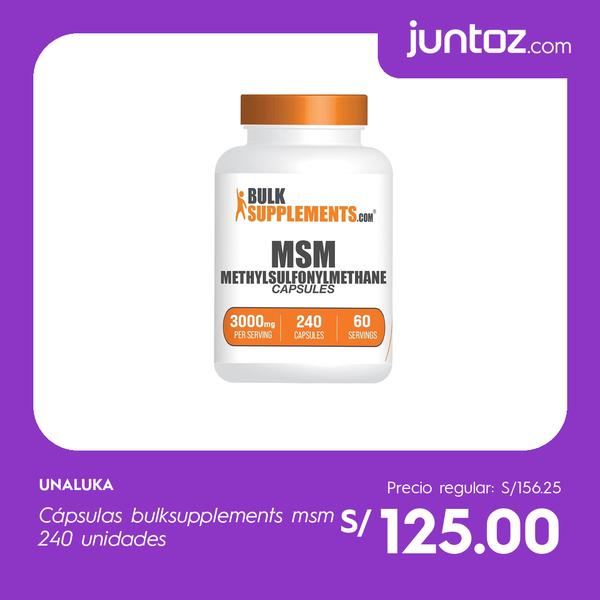 juntoz.com
BULK
SUPPLEMENTS.COM®
MSM
METHYLSULFONYLMETHANE
CAPSULES
3000mg 240 60
PER SERVING CAPSULES SERVINGS
UNALUKA
Precio regular: S/156.25
Cápsulas bulksupplements msm
240 unidades
S/ 125.00